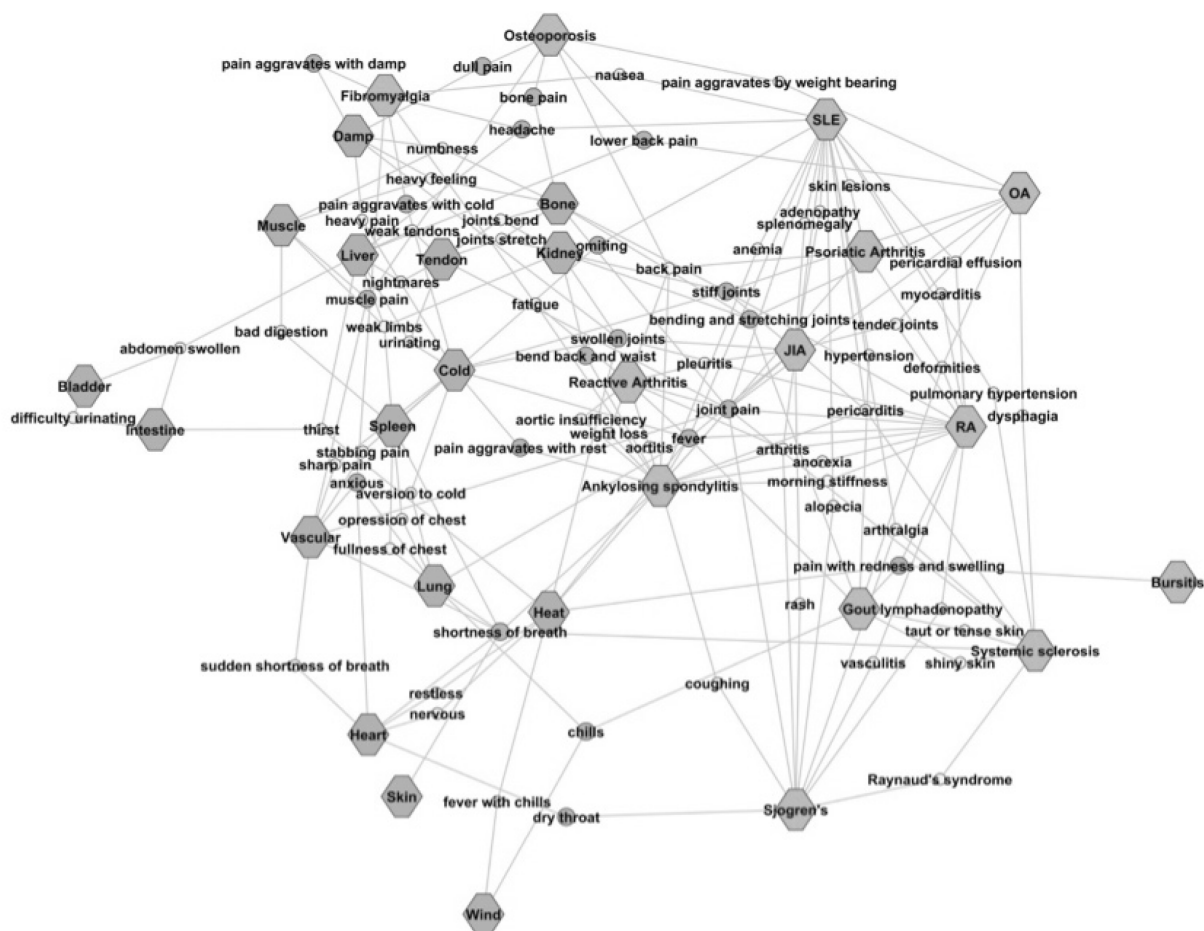 Osteoporosis
pain aggravates with damp
dull pain
nausea
pain aggravates by weight bearing
Fibromyalgia
bone pain
SLE
headache
Damp
lower back pain
numbness
heavy feeling
skin lesions
OA
pain aggravates with cold
Bone
adenopathy
heavy pain
joints bend
splenomegaly
Muscle
weak tendons
joints stretch
omiting
anemia
Psoriatic Arthritis
Liver
Tendon
Kidney
pericardial effusion
back pain
nightmares
stiff joints
myocarditis
muscle pain
fatigue
bending and stretching joints
tender joints
bad digestion
weak limbs
urinating
swollen joints
abdomen swollen
bend back and waist
JIA
hypertension
pleuritis
deformities
Cold
Reactive Arthritis
Bladder
pulmonary hypertension
difficulty urinating
Intestine
thirst
Spleen
aortic insufficiency
joint pain
pericarditis
RA
dysphagia
weight loss
fever
stabbing pain
pain aggravates with rest
aortitis
arthritis
sharp pain
anorexia
anxious
aversion to cold
Ankylosing spondylitis
morning stiffness
alopecia
opression of chest
Vascular
arthralgia
fullness of chest
pain with redness and swelling
Lung
Bursitis
Heat
rash
Gout
lymphadenopathy
shortness of breath
taut or tense skin
Systemic sclerosis
sudden shortness of breath
vasculitis
shiny skin
coughing
restless
nervous
Heart
chills
Raynaud's syndrome
Skin
fever with chills
dry throat
Sjogren's
Wind